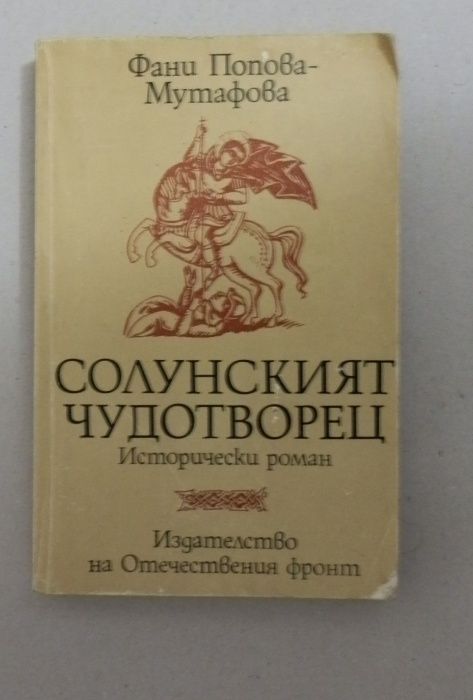 Фани Попова-
Мутафова
СОЛУНСКИЯТ
ЧУДОТВОРЕЦ
Исторически роман
Издателство
на Отечествения фронт